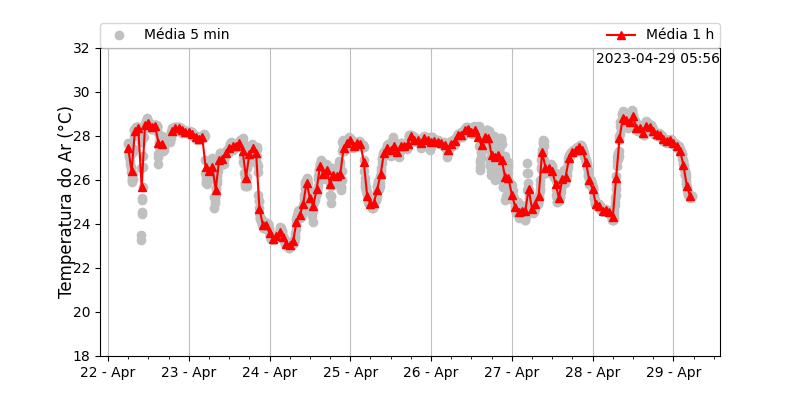 Média 5 min
Média 1 h
2023-04-29 05:56
Temperatura do Ar (°C)
32
30
28
26
24
22
20
18
22 - Apr
23 - Apr
24 - Apr
25 - Apr
26 - Apr
27 - Apr
28 - Apr
29 - Apr